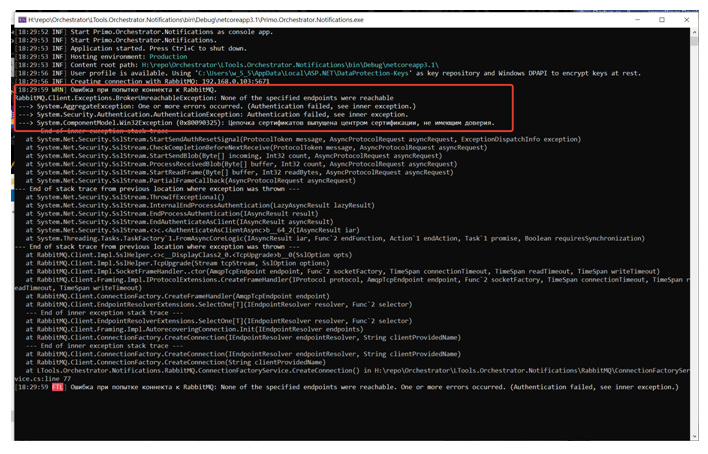 H:\repo\Orchestrator\LTools.Orchestrator.Notifications\bin\Debug\netcoreapp3.1\Primo.Orchestrator.Notifications.exe
[18:29:52 INF] Start Primo.Orchestrator.Notifications as console app.
[18:29:53 INF] Start Primo.Orchestrator.Notifications.
[18:29:53 INF] Application started. Press Ctrl+C to shut down.
[18:29:53 INF] Hosting environment: Production
[18:29:53 INF] Content root path: H:\repo\Orchestrator\LTools.Orchestrator.Notifications\bin\Debug\netcoreapp3.1\
[18:29:56 INF] User profile is available. Using 'C:\Users\w_5_5\AppData\Local\ASP.NET\DataProtection-Keys' as key repository and Windows DPAPI to encrypt keys at rest.
[18:29:56 INF] Creating connection with RabbitMQ: 192.168.0.103:5671
[18:29:59 WRN] Ошибка при попытке коннекта к RabbitMQ.
RabbitMQ.Client.Exceptions.BrokerUnreachableException: None of the specified endpoints were reachable
 ---> System.AggregateException: One or more errors occurred. (Authentication failed, see inner exception.)
 ---> System.Security.Authentication.AuthenticationException: Authentication failed, see inner exception.
 ---> System.ComponentModel.Win32Exception (0x80090325): Цепочка сертификатов выпущена центром сертификации, не имеющим доверия.
   --- End of inner exception stack trace ---
   at System.Net.Security.SslStream.StartSendAuthResetSignal(ProtocolToken message, AsyncProtocolRequest asyncRequest, ExceptionDispatchInfo exception)
   at System.Net.Security.SslStream.CheckCompletionBeforeNextReceive(ProtocolToken message, AsyncProtocolRequest asyncRequest)
   at System.Net.Security.SslStream.StartSendBlob(Byte[] incoming, Int32 count, AsyncProtocolRequest asyncRequest)
   at System.Net.Security.SslStream.ProcessReceivedBlob(Byte[] buffer, Int32 count, AsyncProtocolRequest asyncRequest)
   at System.Net.Security.SslStream.StartReadFrame(Byte[] buffer, Int32 readBytes, AsyncProtocolRequest asyncRequest)
   at System.Net.Security.SslStream.PartialFrameCallback(AsyncProtocolRequest asyncRequest)
--- End of stack trace from previous location where exception was thrown ---
   at System.Net.Security.SslStream.ThrowIfExceptional()
   at System.Net.Security.SslStream.InternalEndProcessAuthentication(LazyAsyncResult lazyResult)
   at System.Net.Security.SslStream.EndProcessAuthentication(IAsyncResult result)
   at System.Net.Security.SslStream.EndAuthenticateAsClient(IAsyncResult asyncResult)
   at System.Net.Security.SslStream.<>c.<AuthenticateAsClientAsync>b__64_2(IAsyncResult iar)
   at System.Threading.Tasks.TaskFactory`1.FromAsyncCoreLogic(IAsyncResult iar, Func`2 endFunction, Action`1 endAction, Task`1 promise, Boolean requiresSynchronization)
--- End of stack trace from previous location where exception was thrown ---
   at RabbitMQ.Client.Impl.SslHelper.<>c__DisplayClass2_0.<TcpUpgrade>b__0(SslOption opts)
   at RabbitMQ.Client.Impl.SslHelper.TcpUpgrade(Stream tcpStream, SslOption options)
   at RabbitMQ.Client.Impl.SocketFrameHandler..ctor(AmqpTcpEndpoint endpoint, Func`2 socketFactory, TimeSpan connectionTimeout, TimeSpan readTimeout, TimeSpan writeTimeout)
   at RabbitMQ.Client.Framing.Impl.IProtocolExtensions.CreateFrameHandler(IProtocol protocol, AmqpTcpEndpoint endpoint, Func`2 socketFactory, TimeSpan connectionTimeout, TimeSpan r
eadTimeout, TimeSpan writeTimeout)
   at RabbitMQ.Client.ConnectionFactory.CreateFrameHandler(AmqpTcpEndpoint endpoint)
   at RabbitMQ.Client.EndpointResolverExtensions.SelectOne[T](IEndpointResolver resolver, Func`2 selector)
   --- End of inner exception stack trace ---
   at RabbitMQ.Client.EndpointResolverExtensions.SelectOne[T](IEndpointResolver resolver, Func`2 selector)
   at RabbitMQ.Client.Framing.Impl.AutorecoveringConnection.Init(IEndpointResolver endpoints)
   at RabbitMQ.Client.ConnectionFactory.CreateConnection(IEndpointResolver endpointResolver, String clientProvidedName)
   --- End of inner exception stack trace ---
   at RabbitMQ.Client.ConnectionFactory.CreateConnection(IEndpointResolver endpointResolver, String clientProvidedName)
   at RabbitMQ.Client.ConnectionFactory.CreateConnection(String clientProvidedName)
   at LTools.Orchestrator.Notifications.RabbitMQ.ConnectionFactoryService.CreateConnection() in H:\repo\Orchestrator\LTools.Orchestrator.Notifications\RabbitMQ\ConnectionFactorySer
vice.cs:line 77
[18:29:59 FTL] Ошибка при попытке коннекта к RabbitMQ: None of the specified endpoints were reachable. One or more errors occurred. (Authentication failed, see inner exception.)